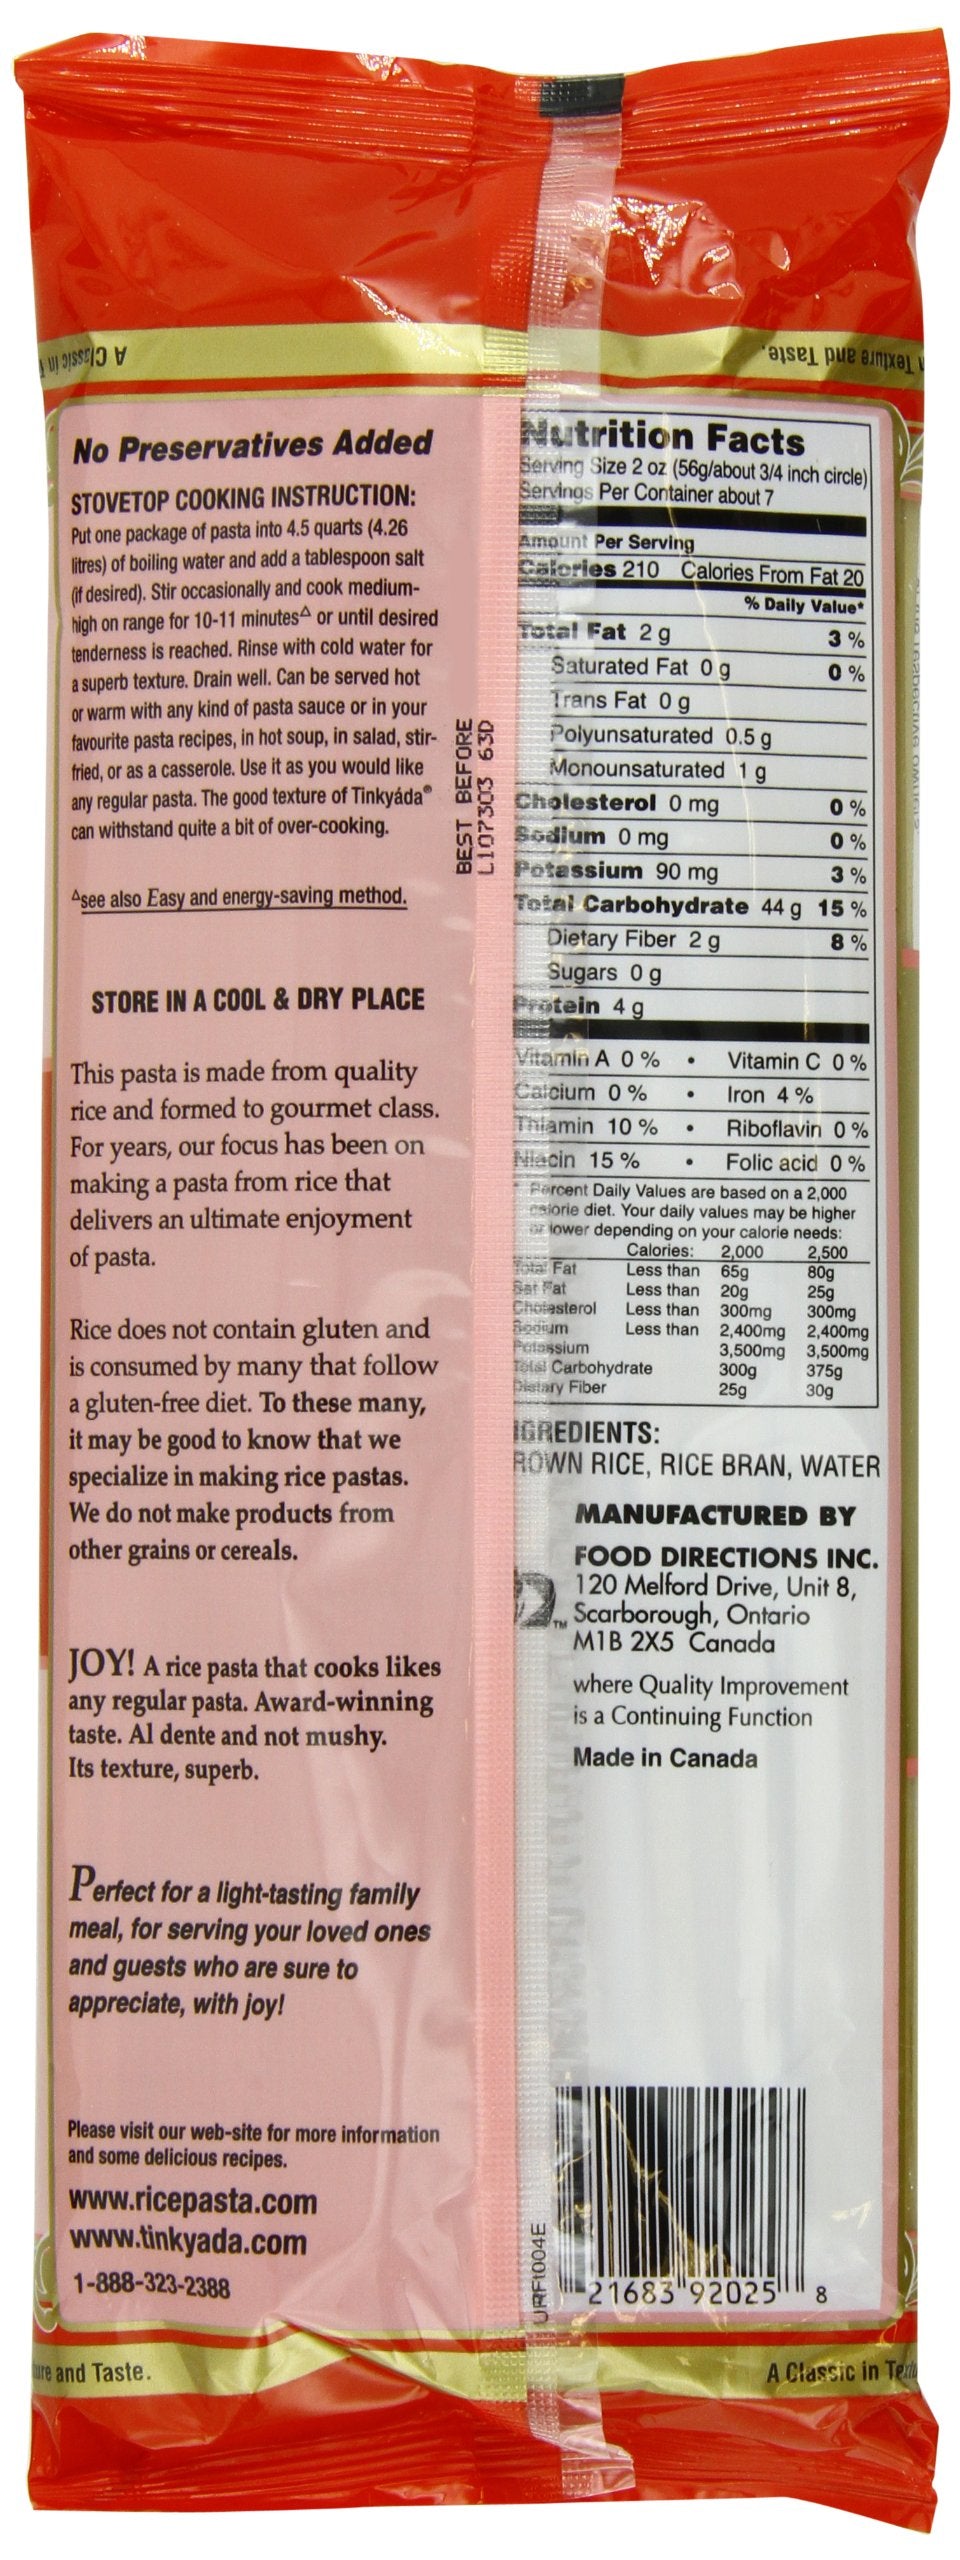 A Classic in
Texture and Taste.
No Preservatives Added
STOVETOP COOKING INSTRUCTION:
Put one package of pasta into 4.5 quarts (4.26
litres) of boiling water and add a tablespoon salt
(if desired). Stir occasionally and cook medium-
high on range for 10-11 minutes△ or until desired
tenderness is reached. Rinse with cold water for
a superb texture. Drain well. Can be served hot
or warm with any kind of pasta sauce or in your
favourite pasta recipes, in hot soup, in salad, stir-
fried, or as a casserole. Use it as you would like
any regular pasta. The good texture of Tinkyáda®
can withstand quite a bit of over-cooking.
△see also Easy and energy-saving method.
STORE IN A COOL & DRY PLACE
This pasta is made from quality
rice and formed to gourmet class.
For years, our focus has been on
making a pasta from rice that
delivers an ultimate enjoyment
of pasta.
Rice does not contain gluten and
is consumed by many that follow
a gluten-free diet. To these many,
it may be good to know that we
specialize in making rice pastas.
We do not make products from
other grains or cereals.
JOY! A rice pasta that cooks likes
any regular pasta. Award-winning
taste. Al dente and not mushy.
Its texture, superb.
Perfect for a light-tasting family
meal, for serving your loved ones
and guests who are sure to
appreciate, with joy!
Please visit our web-site for more information
and some delicious recipes.
www.ricepasta.com
www.tinkyada.com
1-888-323-2388
BEST BEFORE
L107303 63D
Nutrition Facts
Serving Size 2 oz (56g/about 3/4 inch circle)
Servings Per Container about 7
Amount Per Serving
Calories 210 Calories From Fat 20
% Daily Value*
Total Fat 2 g 3 %
Saturated Fat 0 g 0 %
Trans Fat 0 g
Polyunsaturated 0.5 g
Monounsaturated 1 g
Cholesterol 0 mg 0 %
Sodium 0 mg 0 %
Potassium 90 mg 3 %
Total Carbohydrate 44 g 15 %
Dietary Fiber 2 g 8 %
Sugars 0 g
Protein 4 g
Vitamin A 0 % • Vitamin C 0 %
Calcium 0 % • Iron 4 %
Thiamin 10 % • Riboflavin 0 %
Niacin 15 % • Folic acid 0 %
* Percent Daily Values are based on a 2,000
calorie diet. Your daily values may be higher
or lower depending on your calorie needs:
Calories: 2,000 2,500
Total Fat Less than 65g 80g
Sat Fat Less than 20g 25g
Cholesterol Less than 300mg 300mg
Sodium Less than 2,400mg 2,400mg
Potassium 3,500mg 3,500mg
Total Carbohydrate 300g 375g
Dietary Fiber 25g 30g
IGREDIENTS:
ROWN RICE, RICE BRAN, WATER
MANUFACTURED BY
FOOD DIRECTIONS INC.
120 Melford Drive, Unit 8,
TM Scarborough, Ontario
M1B 2X5 Canada
where Quality Improvement
is a Continuing Function
Made in Canada
URFt004E
21683 92025 8
ure and Taste.
A Classic in Textu